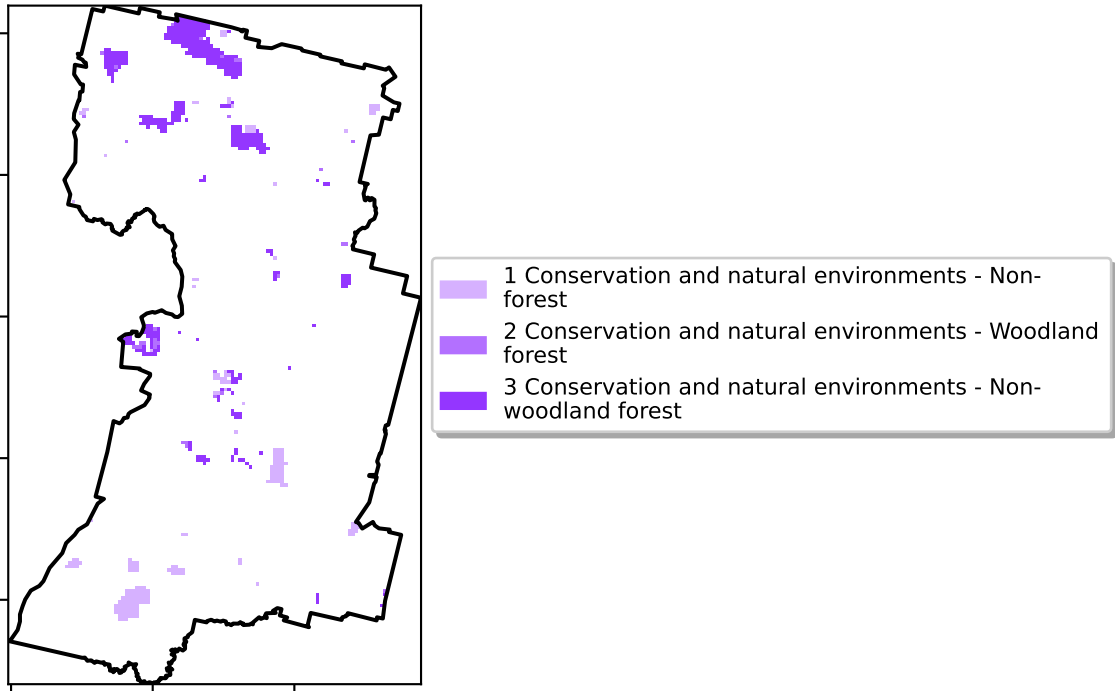 1 Conservation and natural environments - Non-
forest
2 Conservation and natural environments - Woodland
forest
3 Conservation and natural environments - Non-
woodland forest